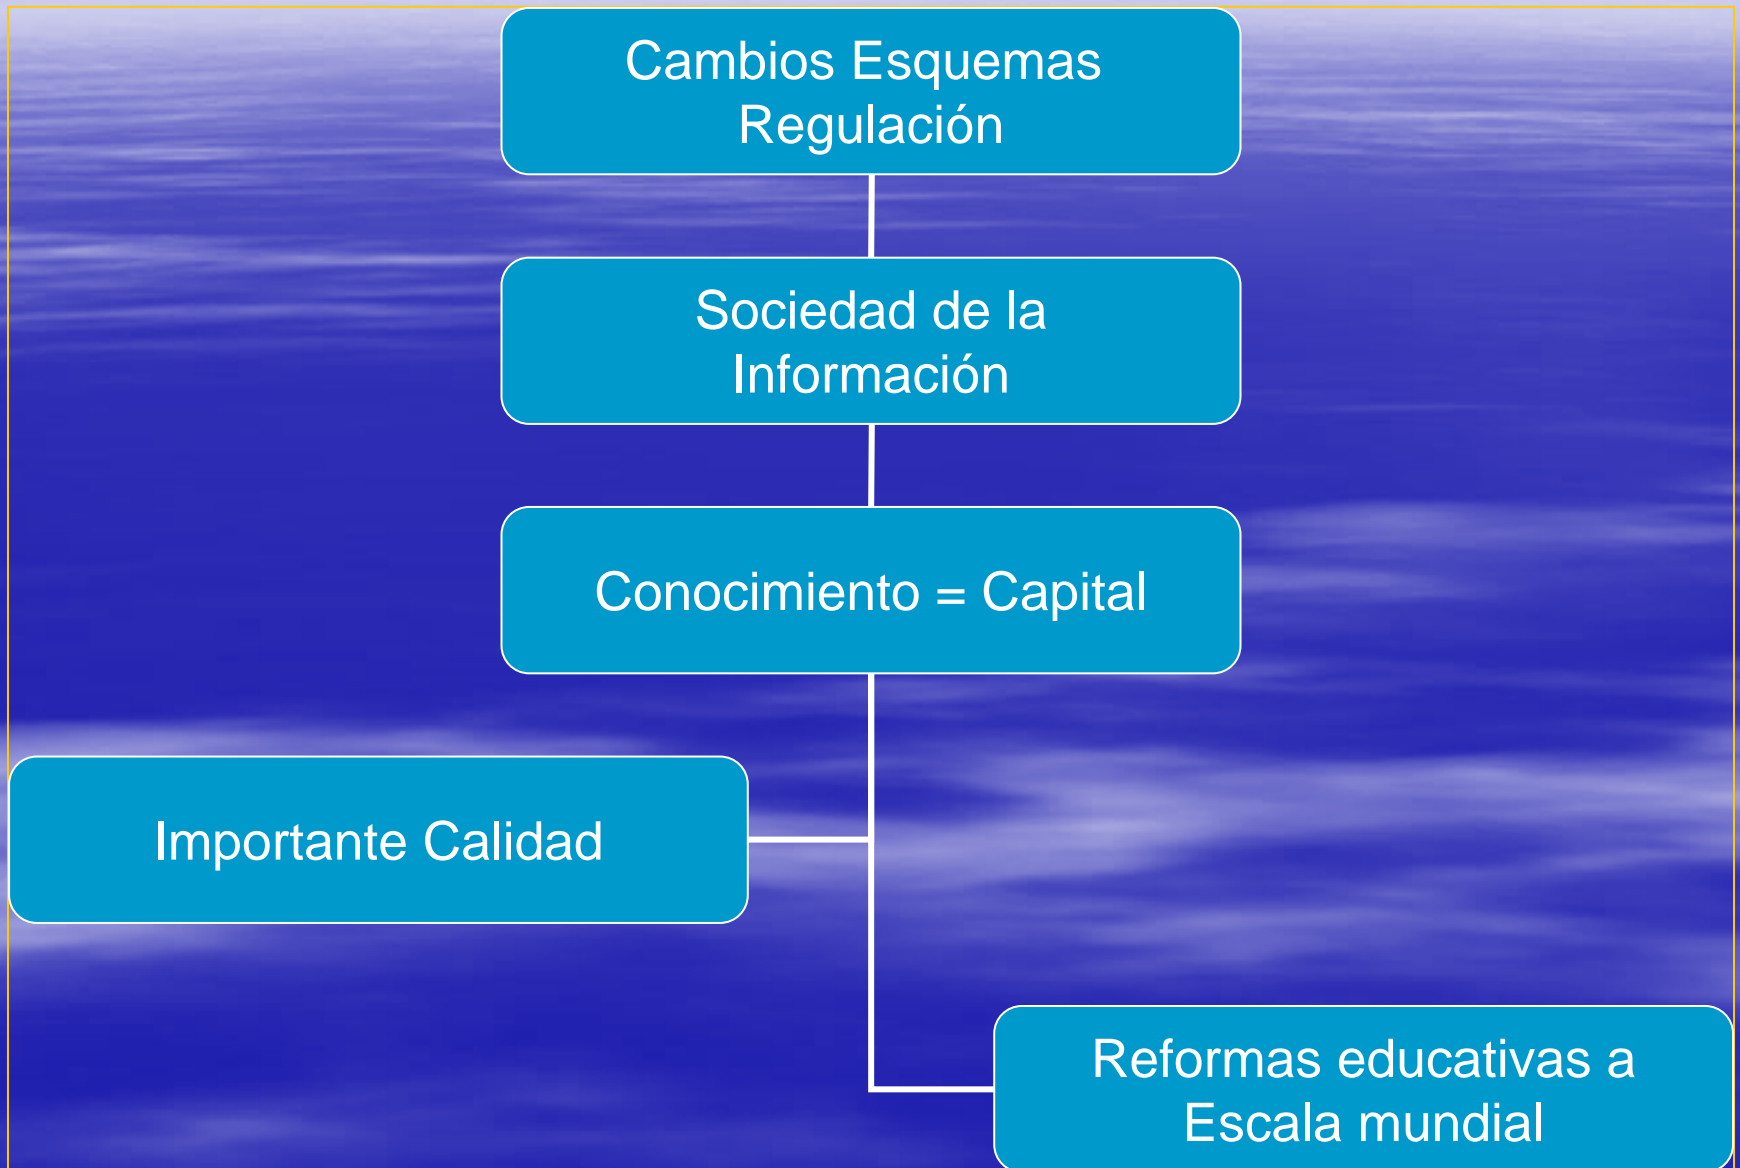 Cambios Esquemas
Regulación
Sociedad de la
Información
Conocimiento = Capital
Importante Calidad
Reformas educativas a
Escala mundial